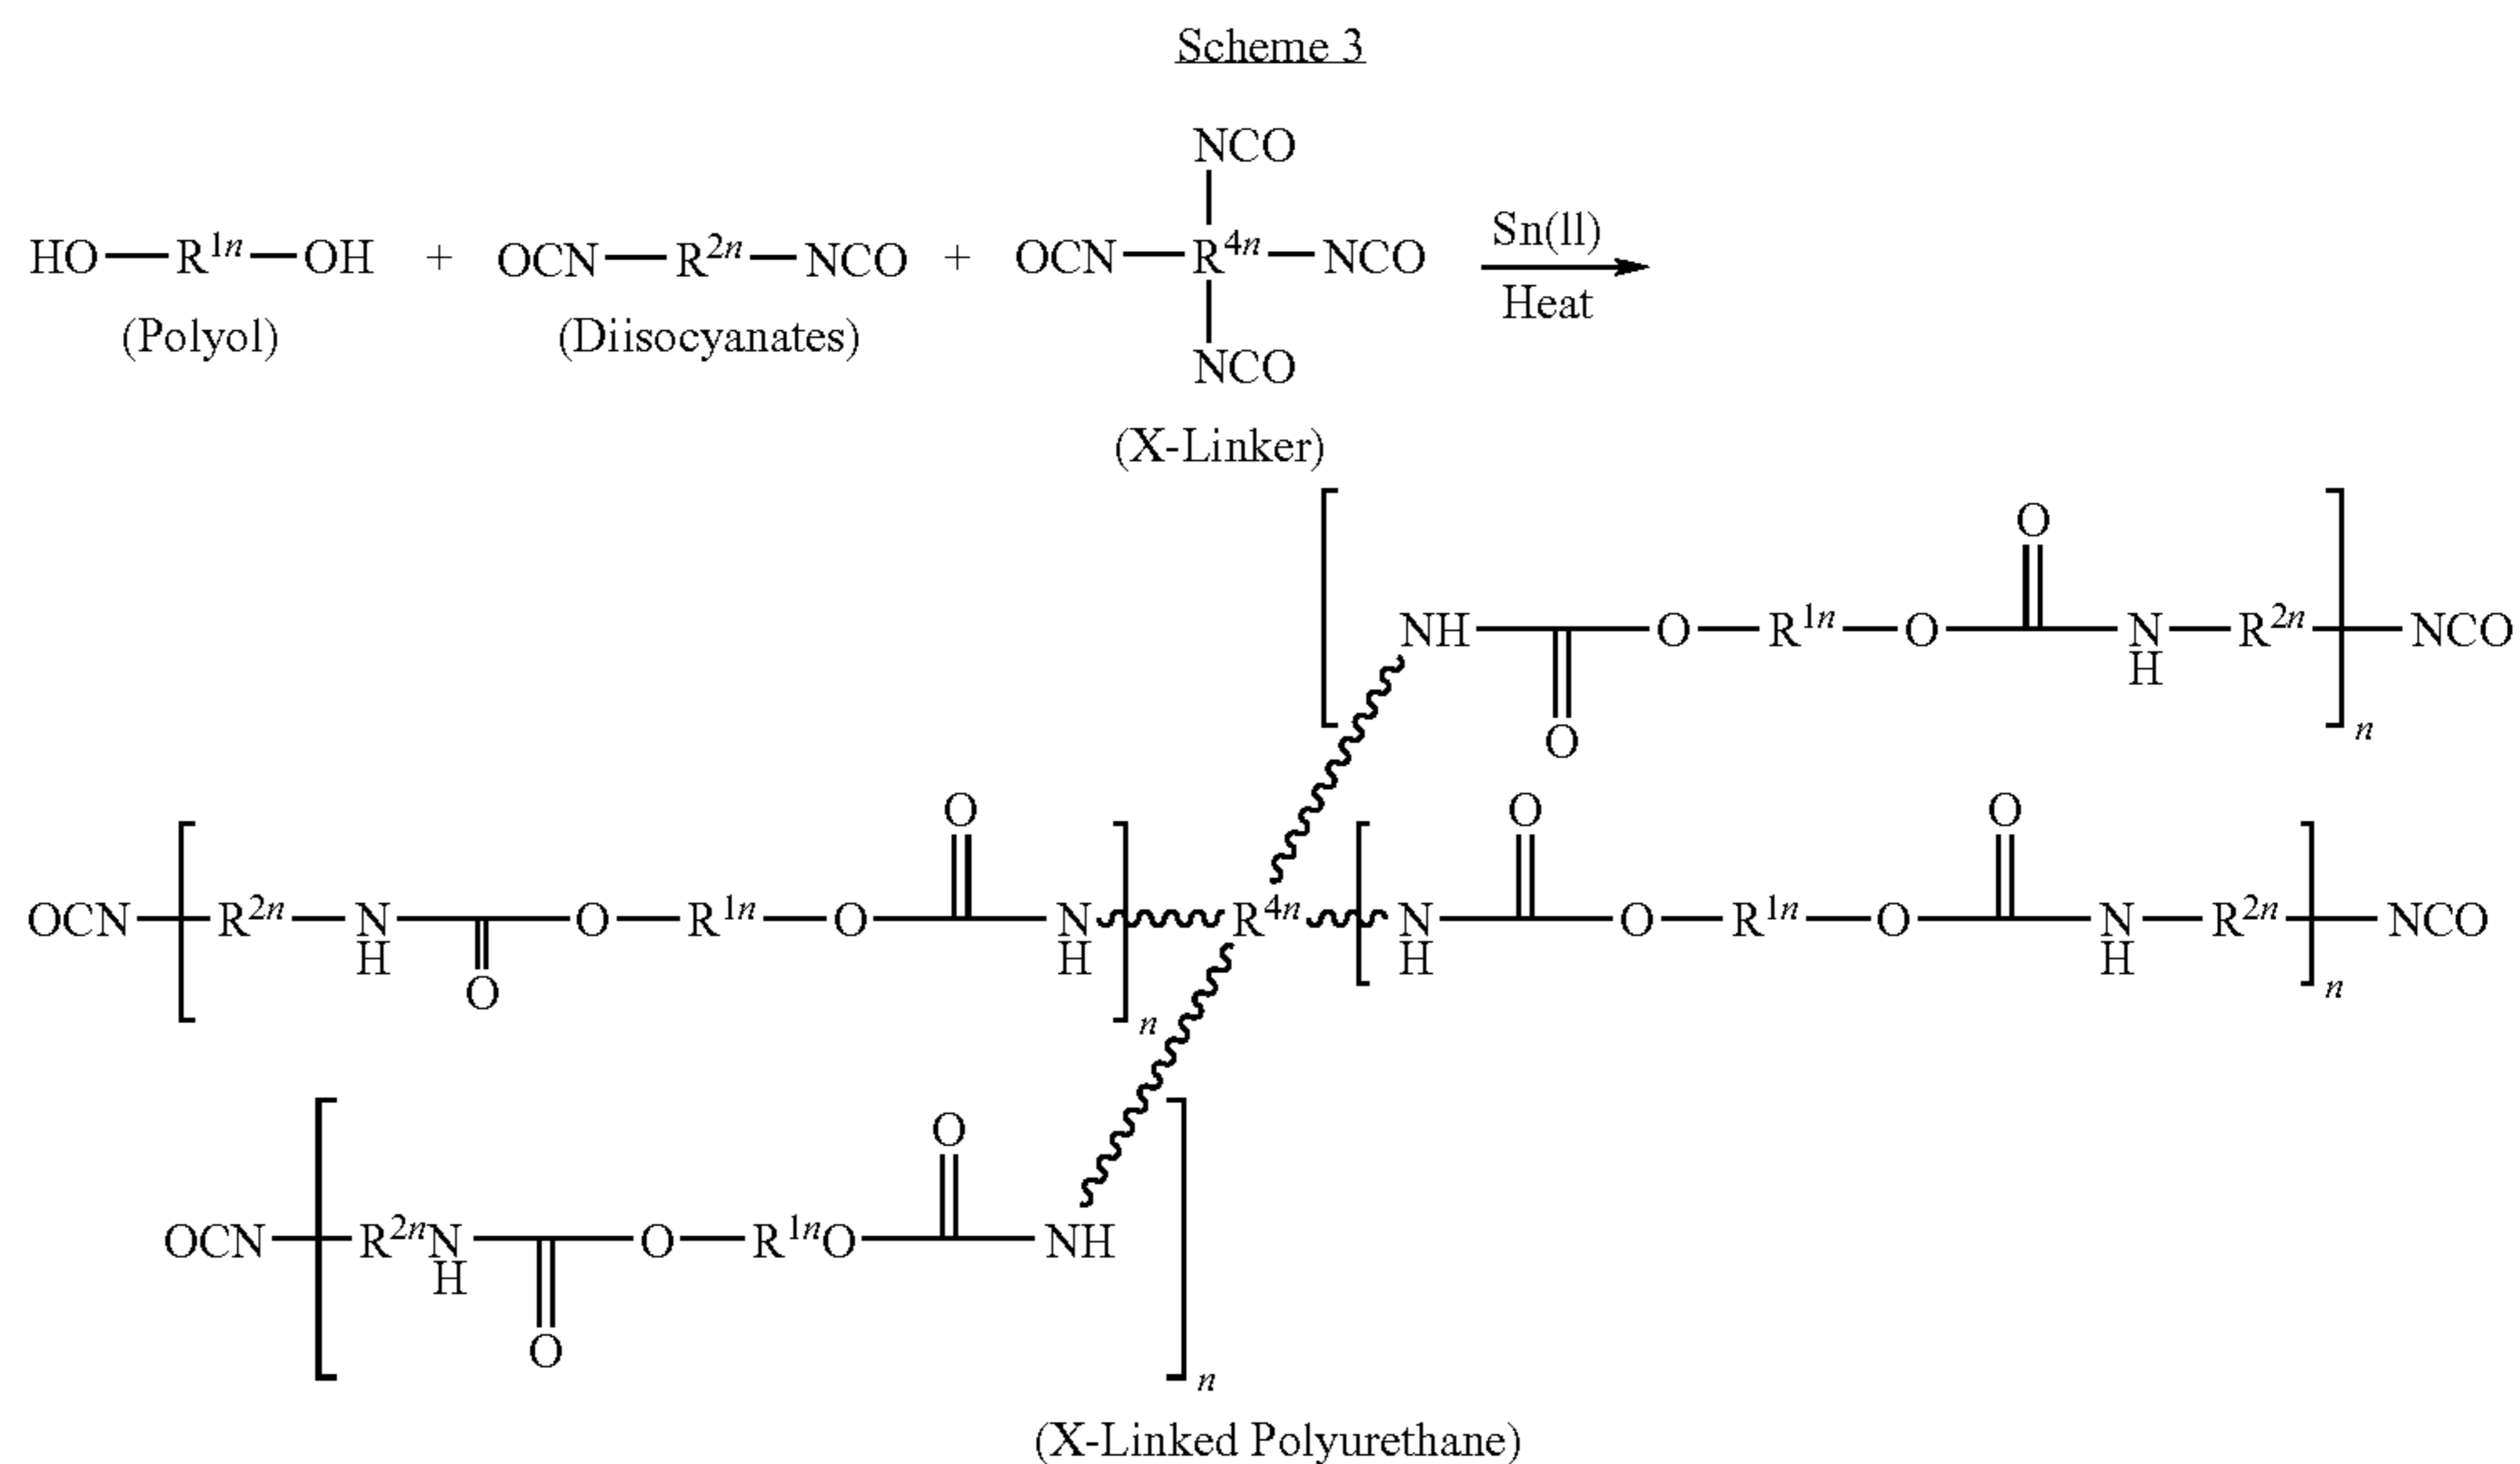 Scheme 3
NCO
HO—R¹ⁿ—OH + OCN—R²ⁿ—NCO + OCN—R⁴ⁿ—NCO Sn(ll)
Heat
(Polyol) (Diisocyanates) NCO
(X-Linker)
O
NH O—R¹ⁿ—O N—R²ⁿ—NCO
H
O n
O O O
OCN—R²ⁿ—N O—R¹ⁿ—O N R⁴ⁿ N O—R¹ⁿ—O N—R²ⁿ—NCO
H H H H
O n n
O
OCN—R²ⁿN O—R¹ⁿO NH
H
O n
(X-Linked Polyurethane)